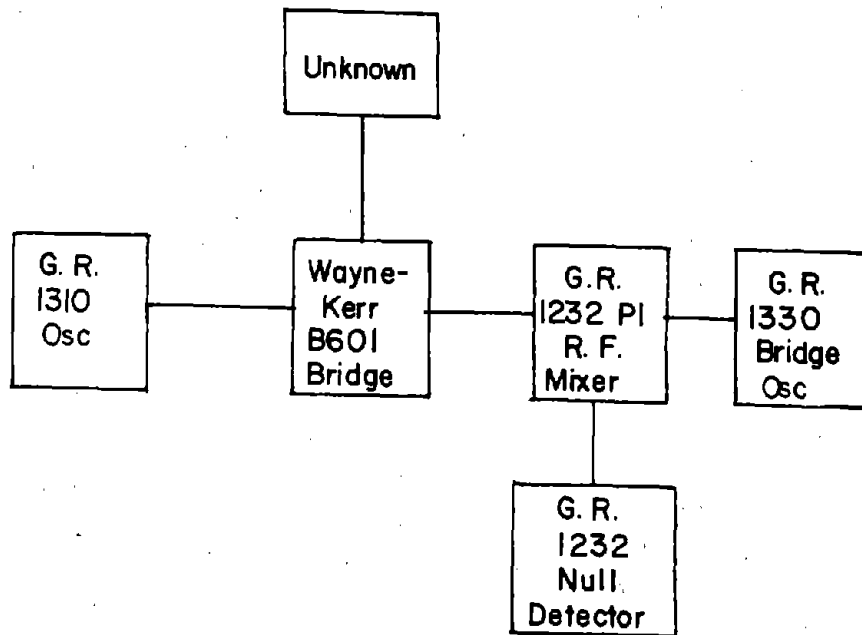 Unknown
G. R.
1310
Osc
Wayne-
Kerr
B601
Bridge
G. R.
1232 PI
R. F.
Mixer
G. R.
1330
Bridge
Osc
G. R.
1232
Null
Detector